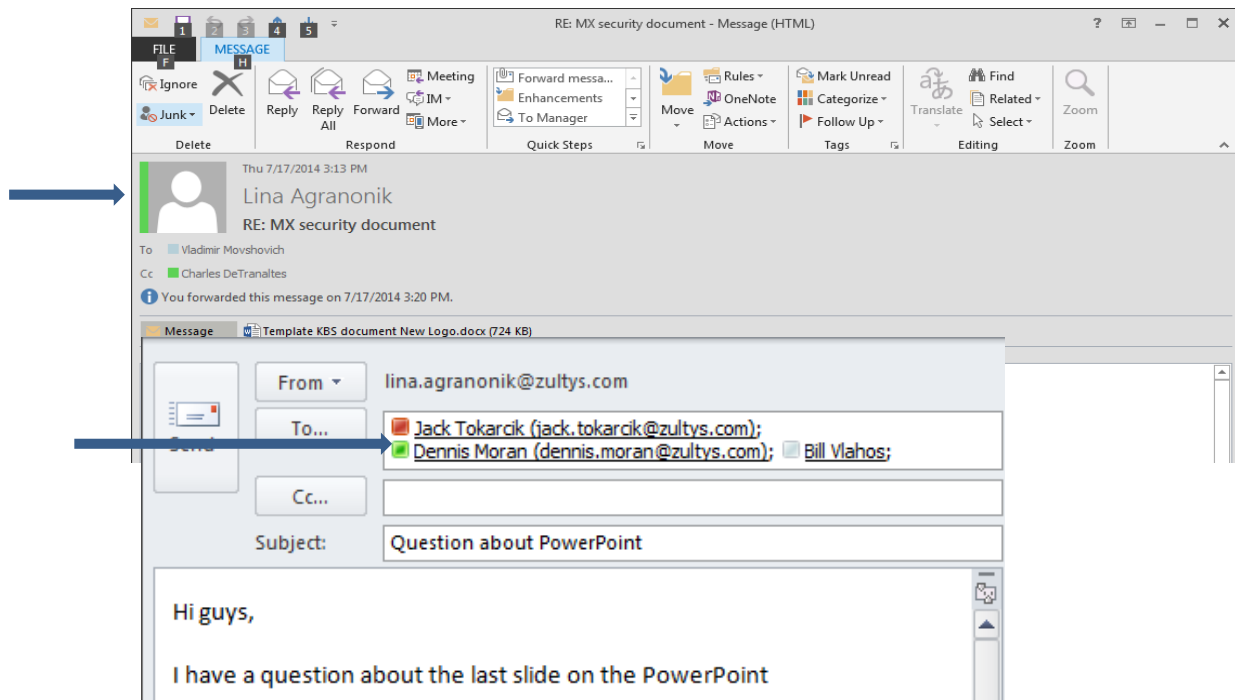 1 2 3 4 5
RE: MX security document - Message (HTML)
?
FILE MESSAGE
F H
Ignore
Junk
Delete
Reply
Reply All
Forward
Meeting
IM
More
Forward messa...
Enhancements
To Manager
Move
Rules
OneNote
Actions
Mark Unread
Categorize
Follow Up
Translate
Find
Related
Select
Zoom
Delete Respond Quick Steps Move Tags Editing Zoom
Thu 7/17/2014 3:13 PM
Lina Agranonik
RE: MX security document
To Vladimir Movshovich
Cc Charles DeTranaltes
You forwarded this message on 7/17/2014 3:20 PM.
Message Template KBS document New Logo.docx (724 KB)
Send
From lina.agranonik@zultys.com
To... Jack Tokarcik (jack.tokarcik@zultys.com);
Dennis Moran (dennis.moran@zultys.com); Bill Vlahos;
Cc...
Subject: Question about PowerPoint
Hi guys,
I have a question about the last slide on the PowerPoint